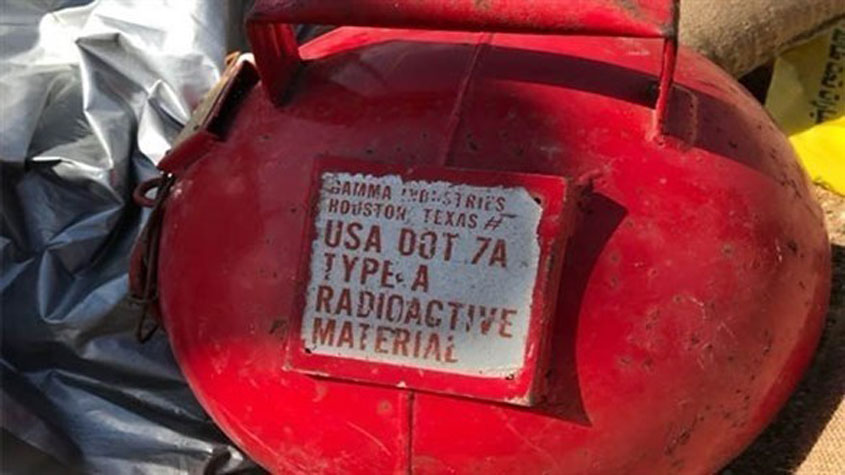 GAMMA INDUSTRIES
HOUSTON, TEXAS #
USA DOT 7A
TYPE-A
RADIOACTIVE
MATERIAL